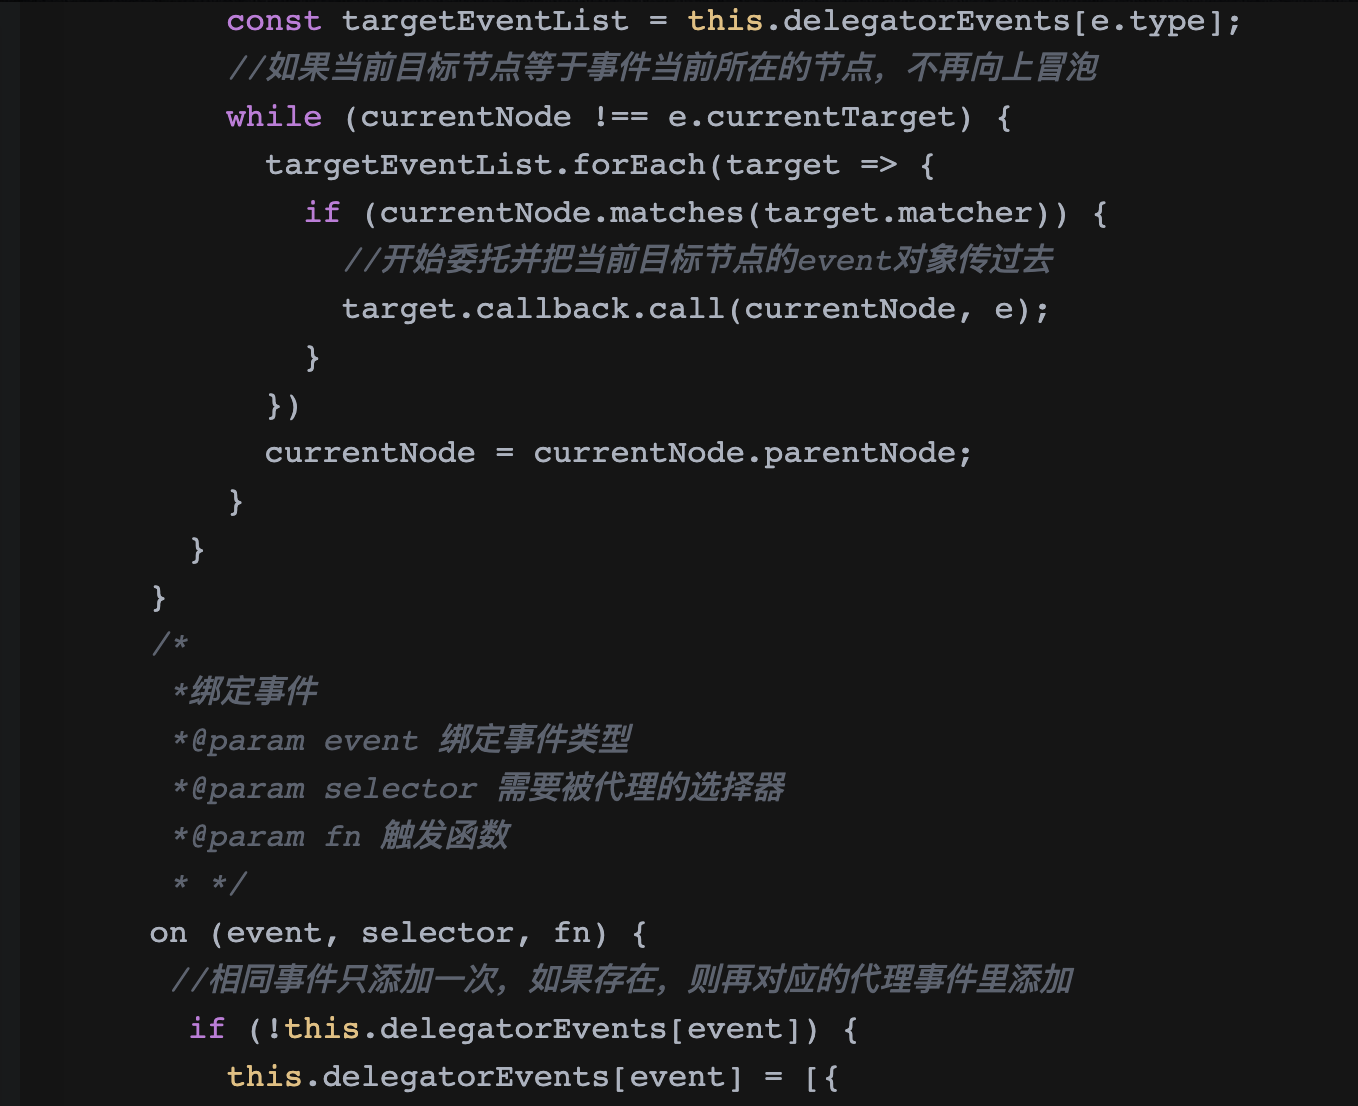 const targetEventList = this.delegatorEvents[e.type];
//如果当前目标节点等于事件当前所在的节点，不再向上冒泡
while (currentNode !== e.currentTarget) {
targetEventList.forEach(target => {
if (currentNode.matches(target.matcher)) {
//开始委托并把当前目标节点的event对象传过去
target.callback.call(currentNode, e);
}
})
currentNode = currentNode.parentNode;
}
}
}
/*
*绑定事件
*@param event 绑定事件类型
*@param selector 需要被代理的选择器
*@param fn 触发函数
* */
on (event, selector, fn) {
//相同事件只添加一次，如果存在，则再对应的代理事件里添加
if (!this.delegatorEvents[event]) {
this.delegatorEvents[event] = [{